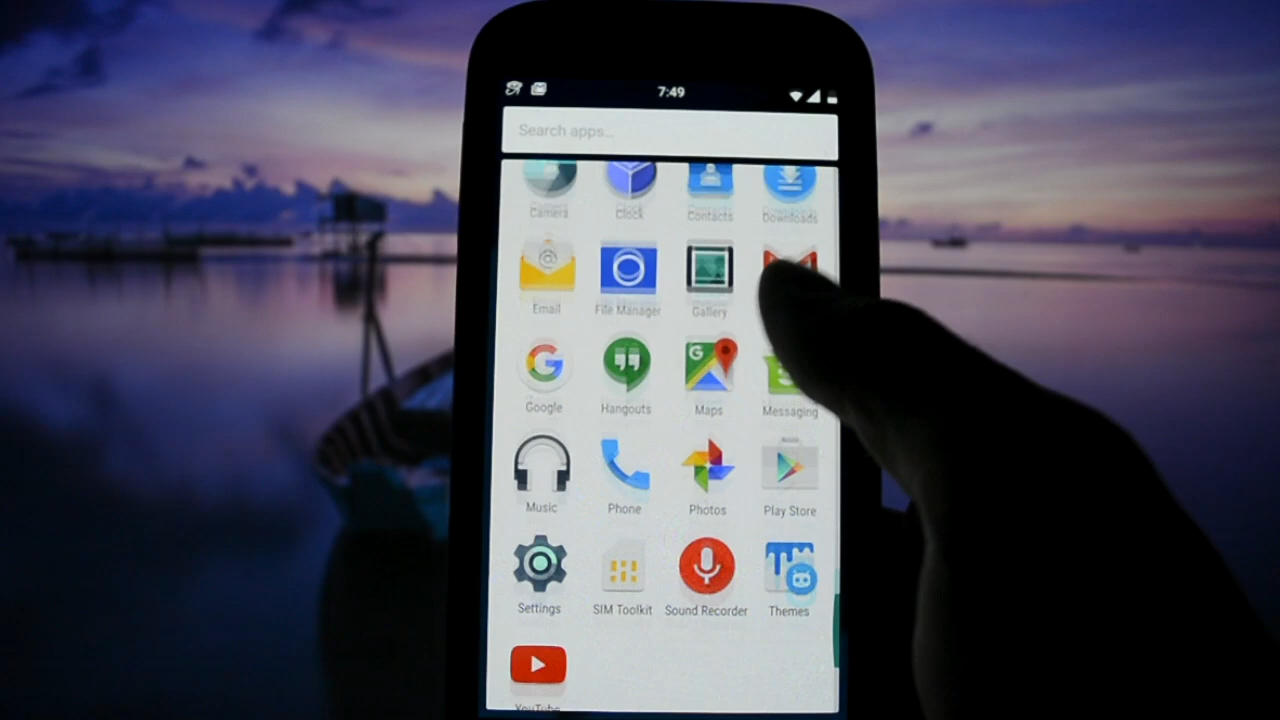 7:49
Search apps...
Camera Clock Contacts Downloads
Email File Manager Gallery
Google Hangouts Maps Messaging
Music Phone Photos Play Store
Settings SIM Toolkit Sound Recorder Themes
YouTube